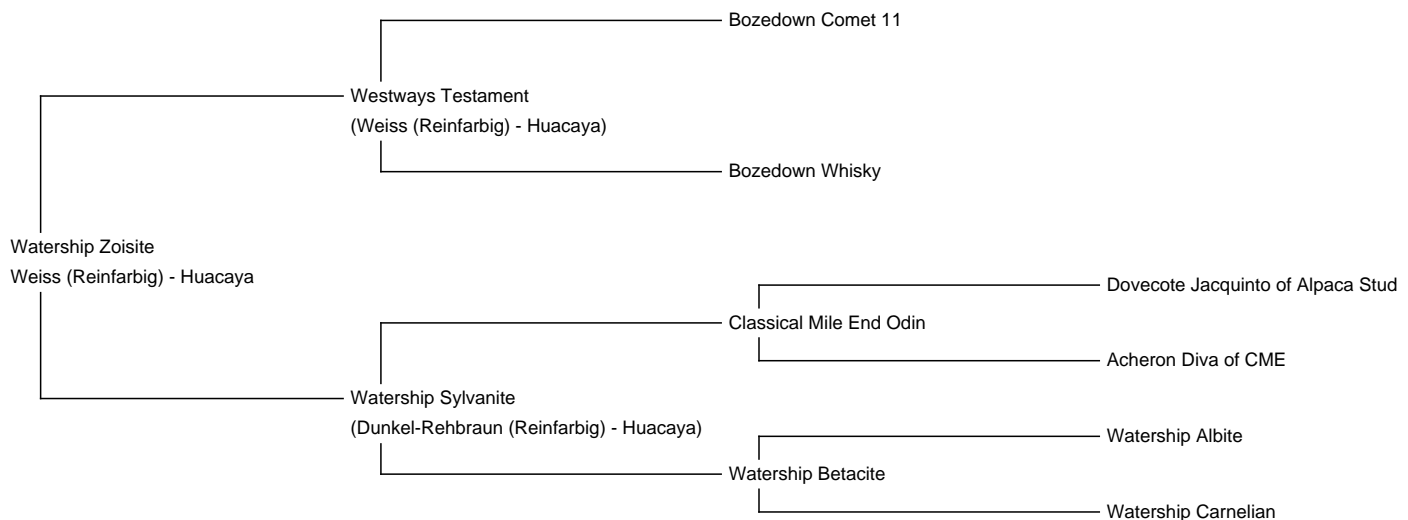 Bozedown Comet 11
Westways Testament
(Weiss (Reinfarbig) - Huacaya)
Bozedown Whisky
Watership Zoisite
Weiss (Reinfarbig) - Huacaya
Dovecote Jacquinto of Alpaca Stud
Classical Mile End Odin
Acheron Diva of CME
Watership Sylvanite
(Dunkel-Rehbraun (Reinfarbig) - Huacaya)
Watership Albite
Watership Betacite
Watership Carnelian